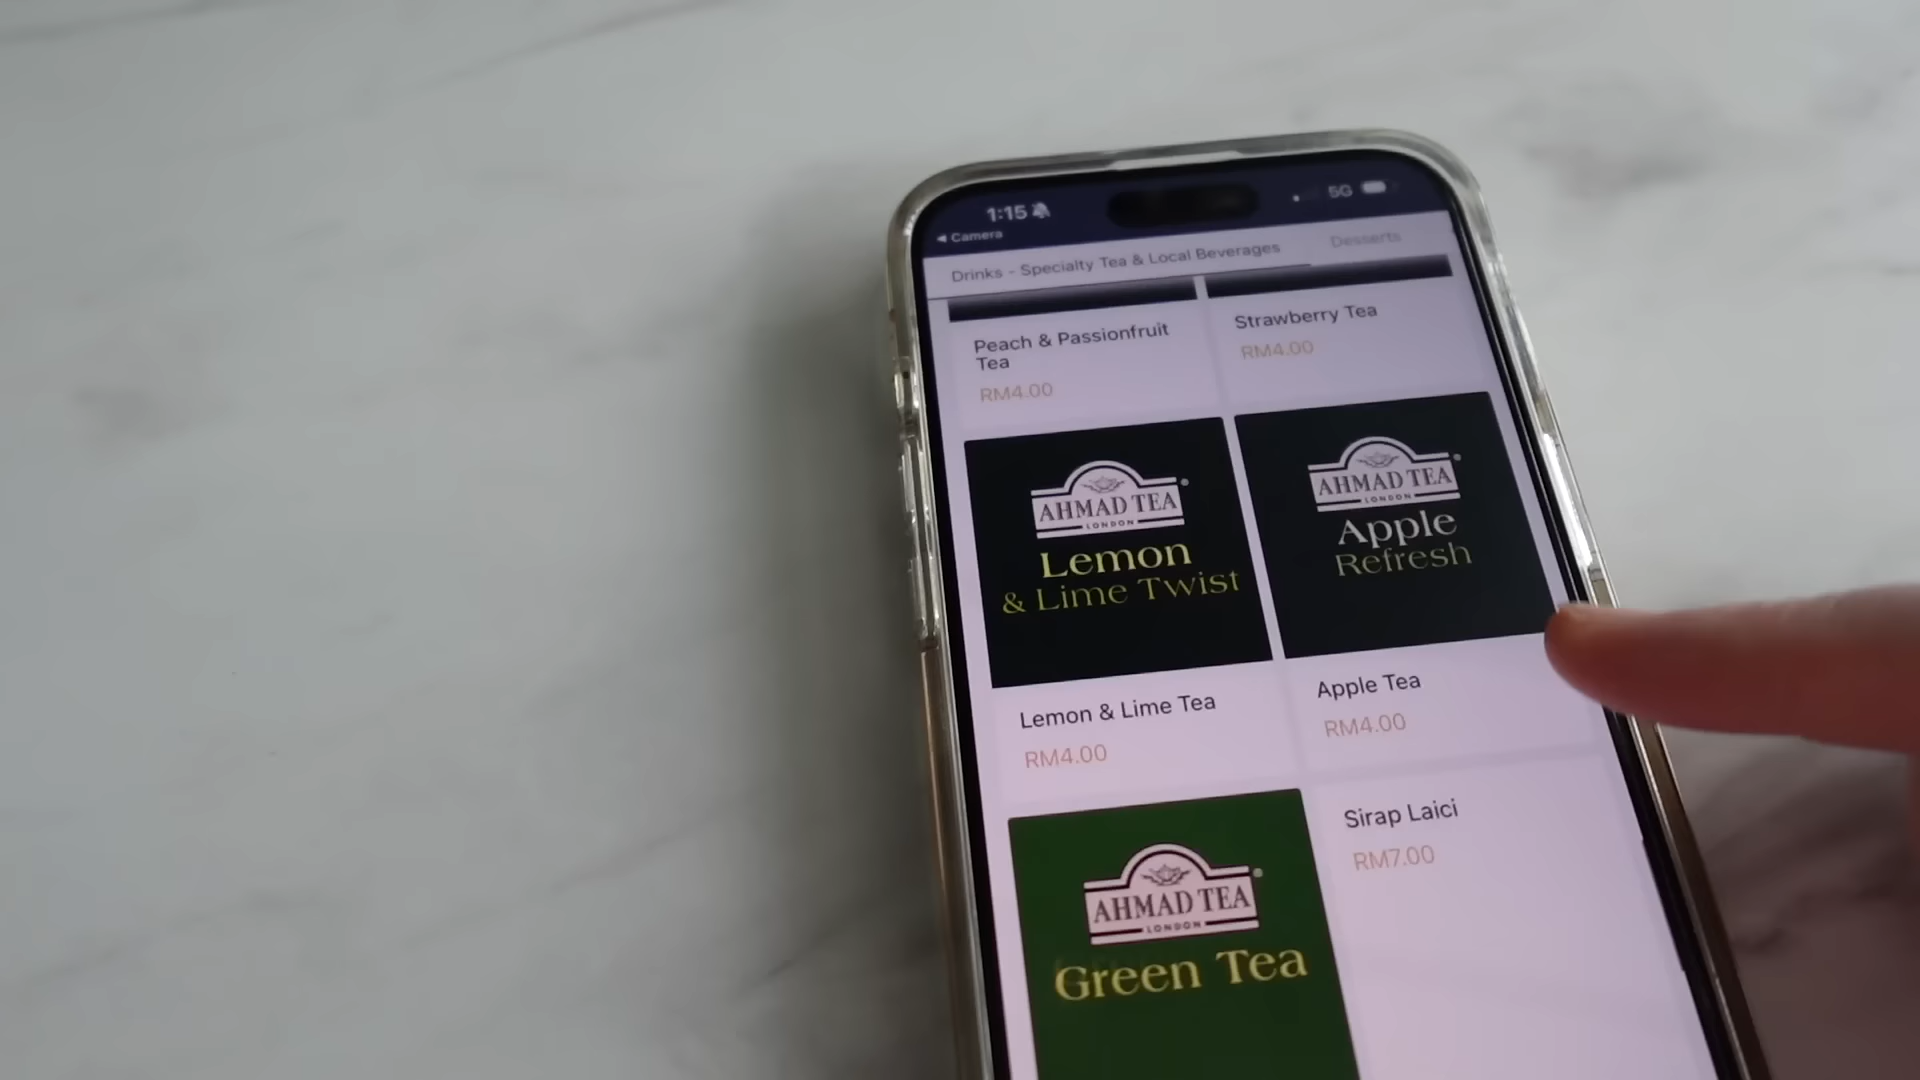 1:15
5G
◀ Camera
Drinks - Specialty Tea & Local Beverages
Desserts
Peach & Passionfruit
Tea
RM4.00
Strawberry Tea
RM4.00
AHMAD TEA
LONDON
Lemon
& Lime Twist
AHMAD TEA
LONDON
Apple
Refresh
Lemon & Lime Tea
RM4.00
Apple Tea
RM4.00
AHMAD TEA
LONDON
Green Tea
Sirap Laici
RM7.00